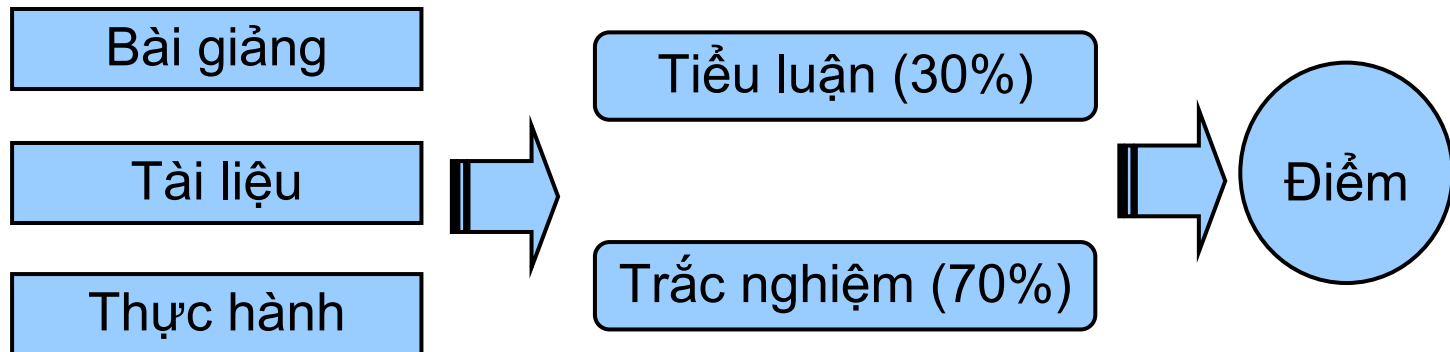 Bài giảng
Tài liệu
Thực hành
Tiểu luận (30%)
Trắc nghiệm (70%)
Điểm